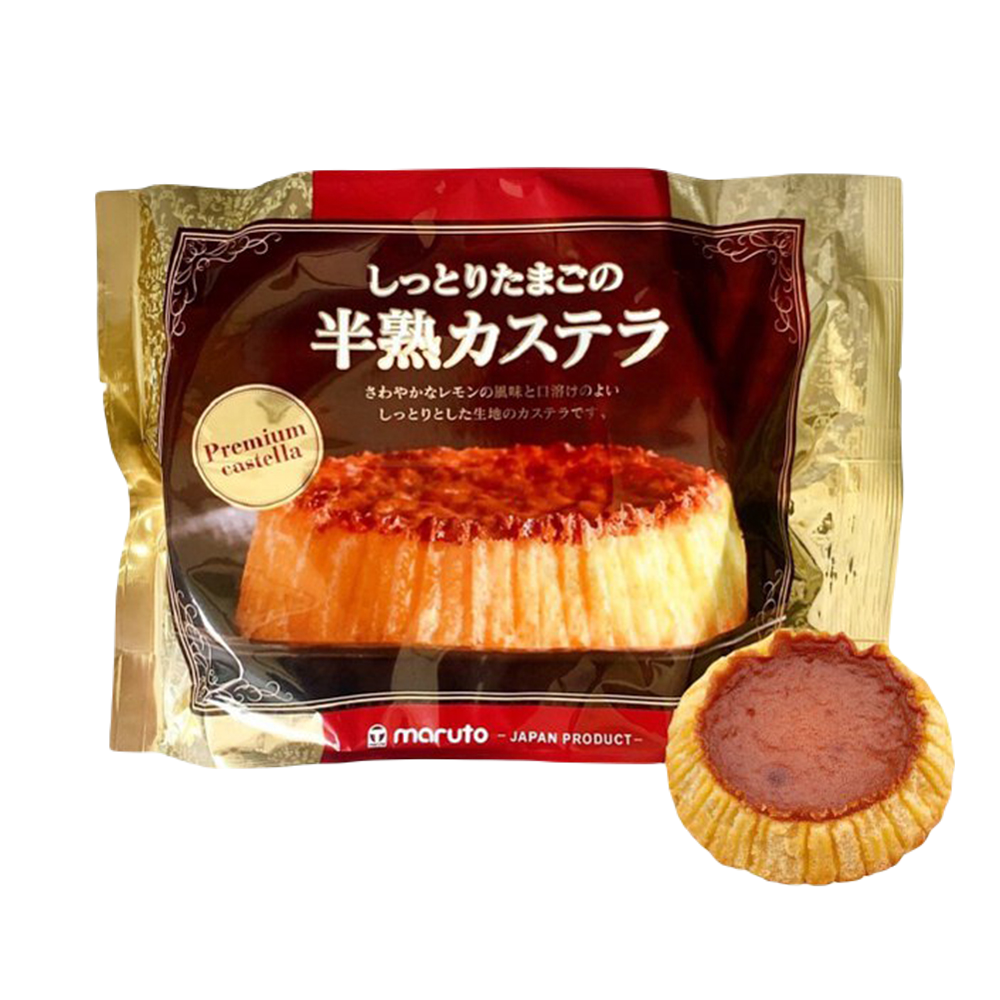 しっとりたまごの
半熟カステラ
さわやかなレモンの風味と口溶けのよい
しっとりとした生地のカステラです。
Premium
castella
maruto - JAPAN PRODUCT -